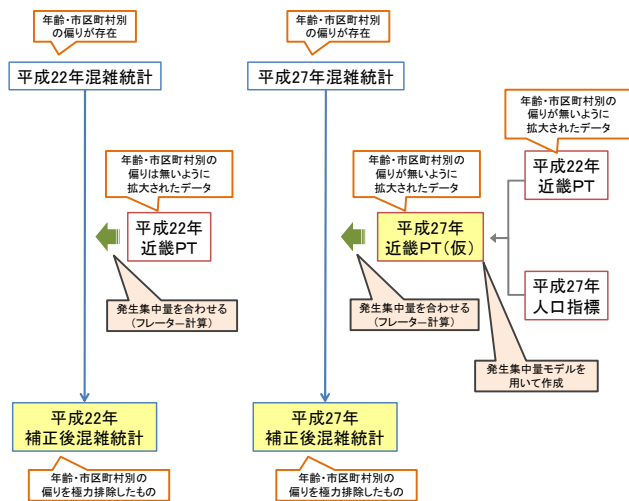 年齢・市区町村別
の偏りが存在
平成22年混雑統計
年齢・市区町村別の
偏りは無いように
拡大されたデータ
平成22年
近畿PT
発生集中量を合わせる
(フレーター計算)
平成22年
補正後混雑統計
年齢・市区町村別の
偏りを極力排除したもの
年齢・市区町村別
の偏りが存在
平成27年混雑統計
年齢・市区町村別の
偏りが無いように
拡大されたデータ
平成27年
近畿PT(仮)
発生集中量を合わせる
(フレーター計算)
平成27年
補正後混雑統計
年齢・市区町村別の
偏りを極力排除したもの
年齢・市区町村別の
偏りが無いように
拡大されたデータ
平成22年
近畿PT
平成27年
人口指標
発生集中量モデルを
用いて作成